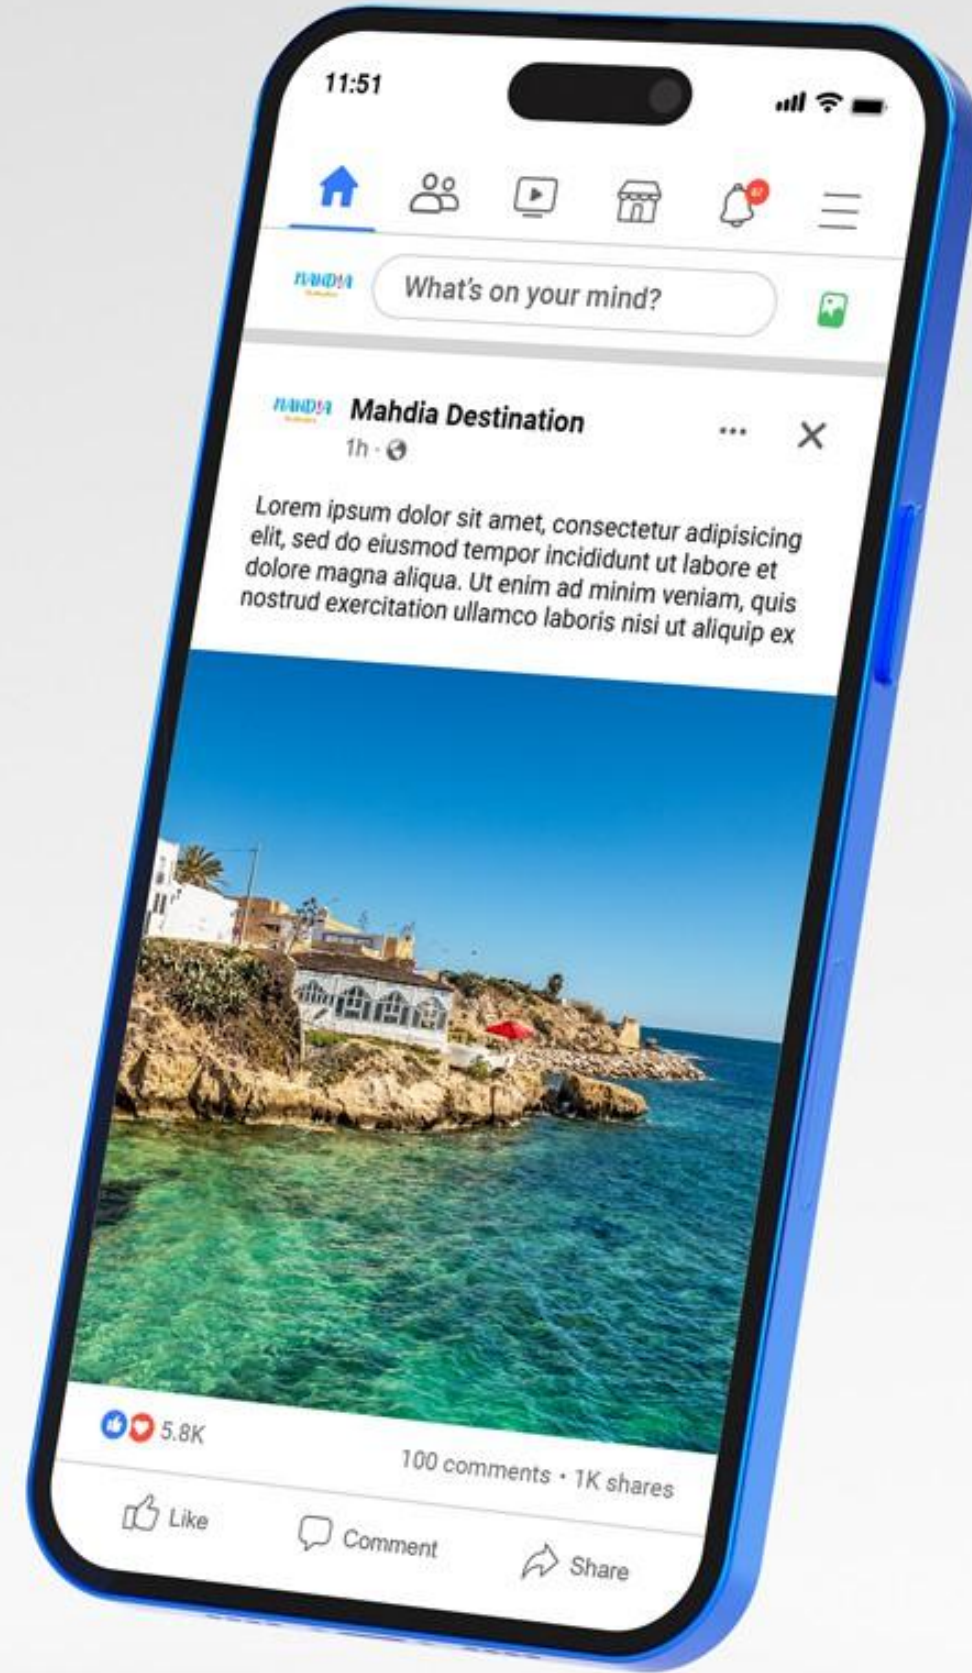 11:51
MAHDIA
What's on your mind?
MAHDIA
Mahdia Destination
1h ·
Lorem ipsum dolor sit amet, consectetur adipisicing
elit, sed do eiusmod tempor incididunt ut labore et
dolore magna aliqua. Ut enim ad minim veniam, quis
nostrud exercitation ullamco laboris nisi ut aliquip ex
5.8K
100 comments • 1K shares
Like
Comment
Share